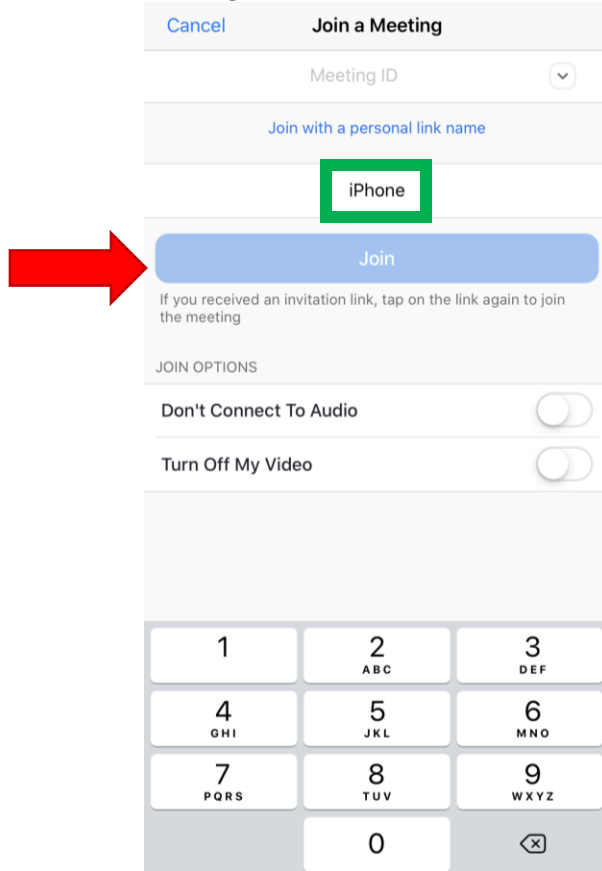 Cancel Join a Meeting
Meeting ID
Join with a personal link name
iPhone
Join
If you received an invitation link, tap on the link again to join
the meeting
JOIN OPTIONS
Don't Connect To Audio
Turn Off My Video
1 2 3
ABC DEF
4 5 6
GHI JKL MNO
7 8 9
PQRS TUV WXYZ
0